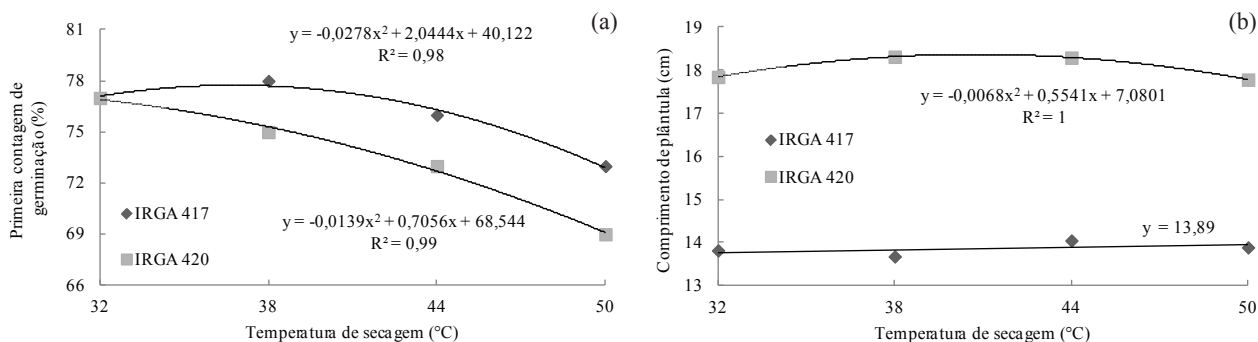 (a)
Primeira contagem de
germinação (%)
81
78
75
72
69
66
y = -0,0278x² + 2,0444x + 40,122
R² = 0,98
y = -0,0139x² + 0,7056x + 68,544
R² = 0,99
IRGA 417
IRGA 420
32 38 44 50
Temperatura de secagem (°C)
(b)
Comprimento de plântula (cm)
19
18
17
16
15
14
13
y = -0,0068x² + 0,5541x + 7,0801
R² = 1
IRGA 417
IRGA 420
y = 13,89
32 38 44 50
Temperatura de secagem (°C)